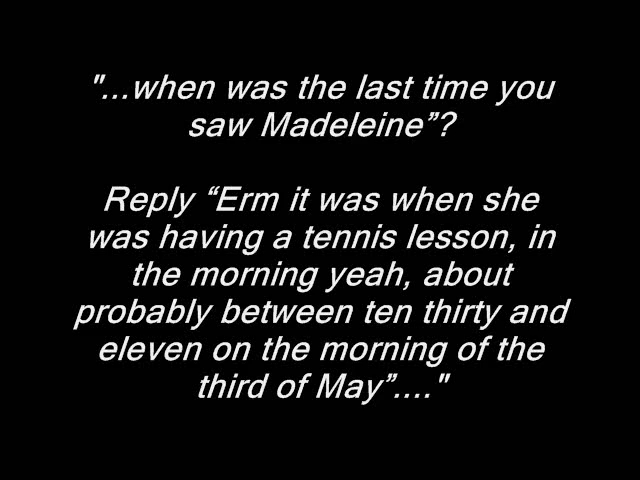 "...when was the last time you
saw Madeleine”?
Reply “Erm it was when she
was having a tennis lesson, in
the morning yeah, about
probably between ten thirty and
eleven on the morning of the
third of May”...."